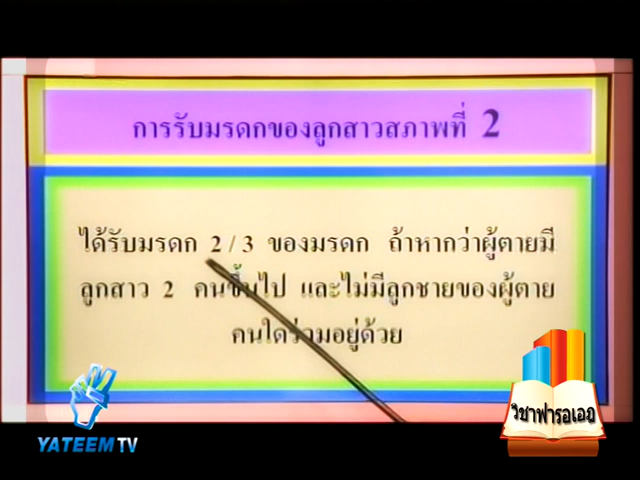 การรับมรดกของลูกสาวสภาพที่ 2
ได้รับมรดก 2 / 3 ของมรดก ถ้าหากว่าผู้ตายมี
ลูกสาว 2 คนขึ้นไป และไม่มีลูกชายของผู้ตาย
คนใดร่วมอยู่ด้วย
วิชาฟารอเอฎ
YATEEM TV